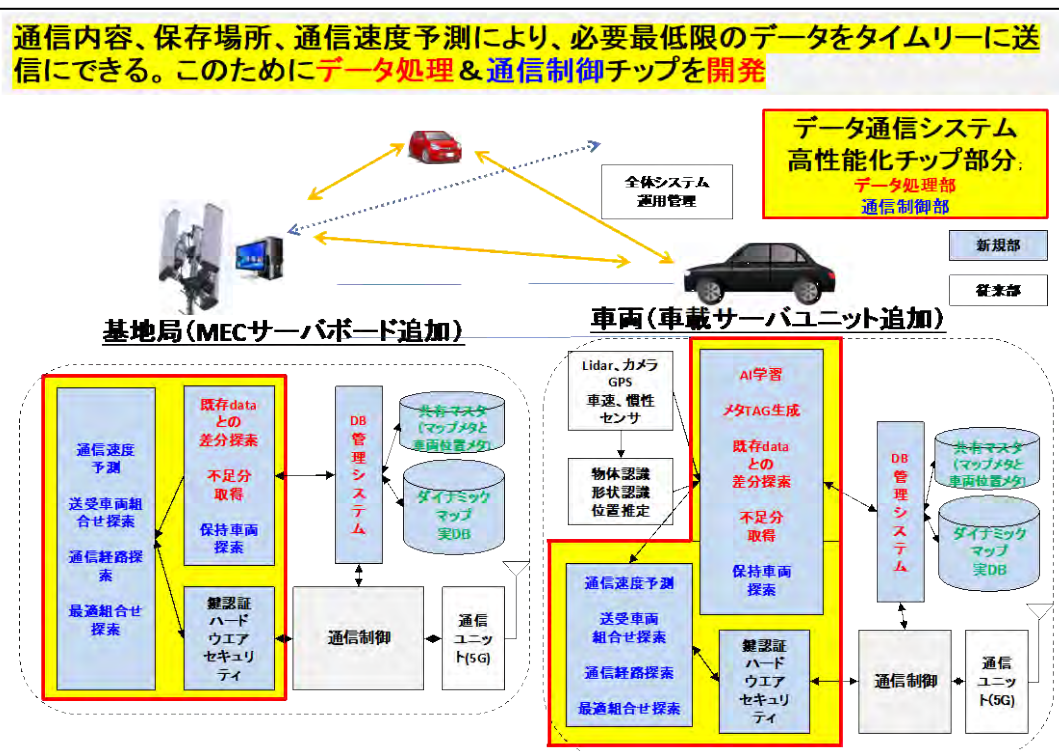 通信内容、保存場所、通信速度予測により、必要最低限のデータをタイムリーに送
信にできる。このためにデータ処理＆通信制御チップを開発
データ通信システム
高性能化チップ部分;
データ処理部
通信制御部
全体システム
運用管理
新規部
従来部
基地局(MECサーバボード追加)
車両(車載サーバユニット追加)
通信速度
予測
送受車両組
合せ探索
通信経路探
索
最適組合せ
探索
既存data
との
差分探索
不足分
取得
保持車両
探索
鍵認証
ハード
ウエア
セキュリ
ティ
DB
管
理
シ
ス
テ
ム
共有マスタ
(マップメタと
車両位置メタ)
ダイナミック
マップ
実DB
通信制御
通信
ユニッ
ト(5G)
Lidar、カメラ
GPS
車速、慣性
センサ
物体認識
形状認識
位置推定
AI学習
メタTAG生成
既存data
との
差分探索
不足分
取得
保持車両
探索
通信速度予測
送受車両
組合せ探索
通信経路探索
最適組合せ探索
鍵認証
ハード
ウエア
セキュリ
ティ
DB
管
理
シ
ス
テ
ム
共有マスタ
(マップメタと
車両位置メタ)
ダイナミック
マップ
実DB
通信制御
通信
ユニッ
ト(5G)